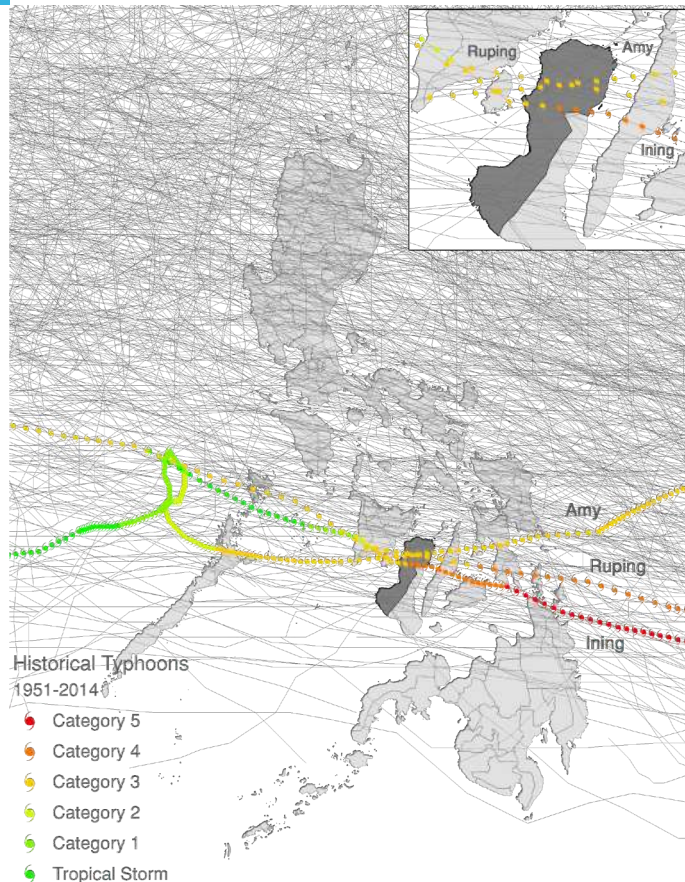 Ruping
Amy
Ining
Amy
Ruping
Ining
Historical Typhoons
1951-2014
Category 5
Category 4
Category 3
Category 2
Category 1
Tropical Storm